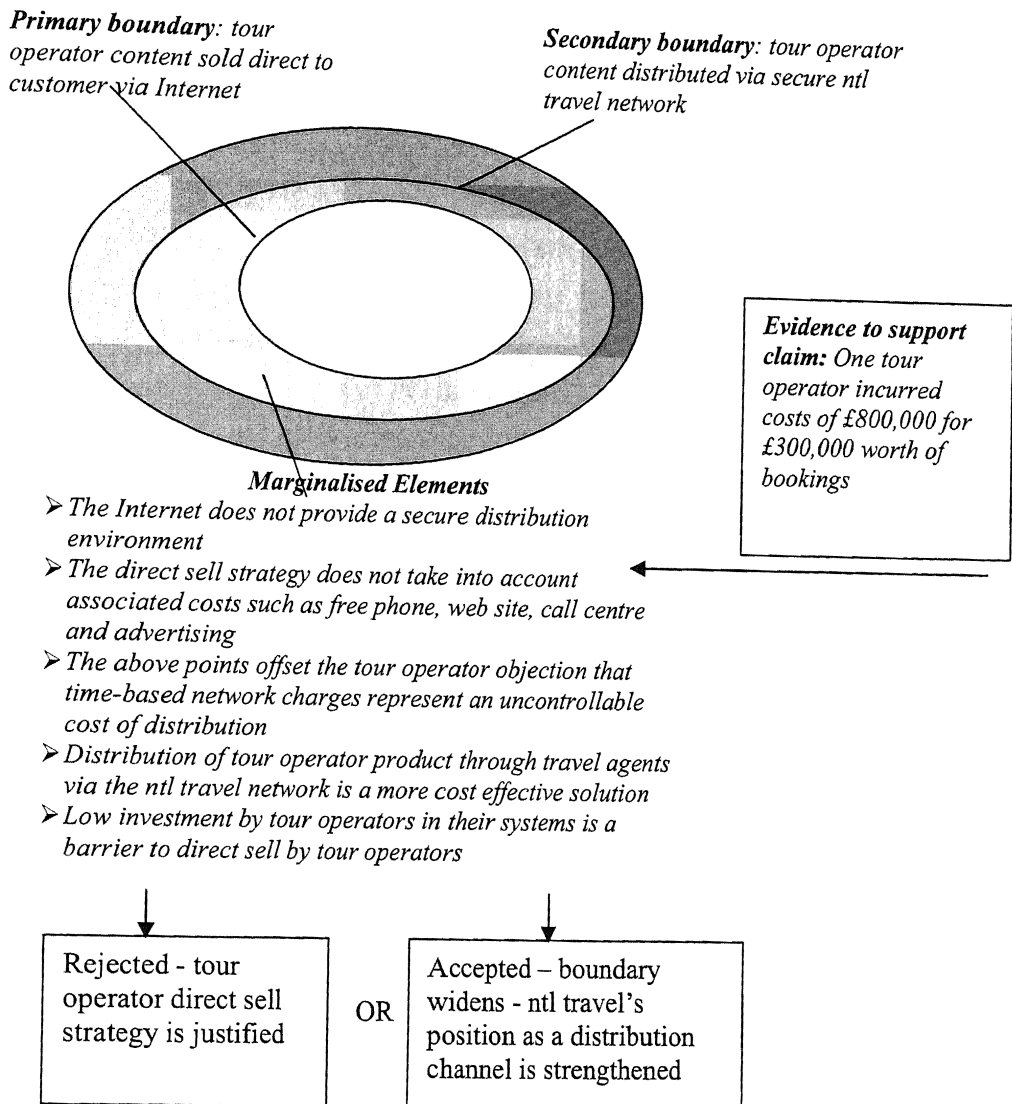 Primary boundary: tour
operator content sold direct to
customer via Internet
Secondary boundary: tour operator
content distributed via secure ntl
travel network
Evidence to support
claim: One tour
operator incurred
costs of £800,000 for
£300,000 worth of
bookings
Marginalised Elements
➢ The Internet does not provide a secure distribution
environment
➢ The direct sell strategy does not take into account
associated costs such as free phone, web site, call centre
and advertising
➢ The above points offset the tour operator objection that
time-based network charges represent an uncontrollable
cost of distribution
➢ Distribution of tour operator product through travel agents
via the ntl travel network is a more cost effective solution
➢ Low investment by tour operators in their systems is a
barrier to direct sell by tour operators
Rejected - tour
operator direct sell
strategy is justified
OR
Accepted – boundary
widens - ntl travel's
position as a distribution
channel is strengthened